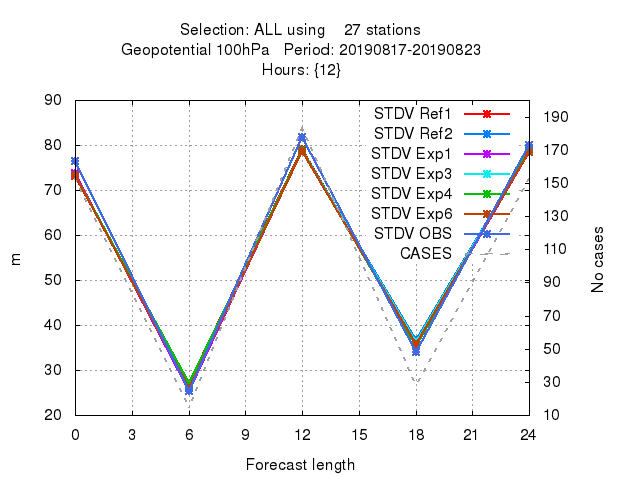 Selection: ALL using 27 stations
Geopotential 100hPa Period: 20190817-20190823
Hours: {12}
90
80
70
60
50
40
30
20
m
190
170
150
130
110
90
70
50
30
10
No cases
STDV Ref1
STDV Ref2
STDV Exp1
STDV Exp3
STDV Exp4
STDV Exp6
STDV OBS
CASES
0 3 6 9 12 15 18 21 24
Forecast length